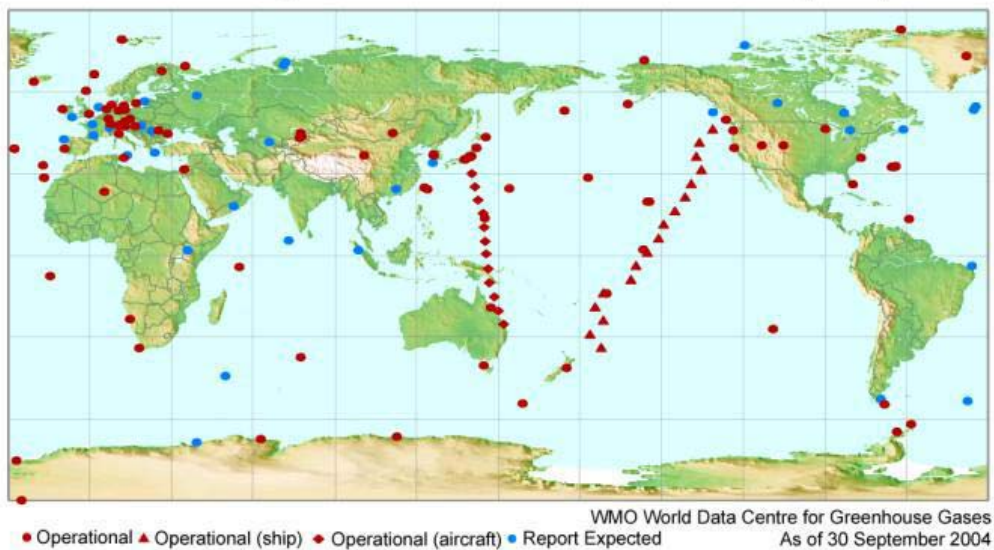 WMO World Data Centre for Greenhouse Gases
● Operational ▲ Operational (ship) ◆ Operational (aircraft) ● Report Expected As of 30 September 2004